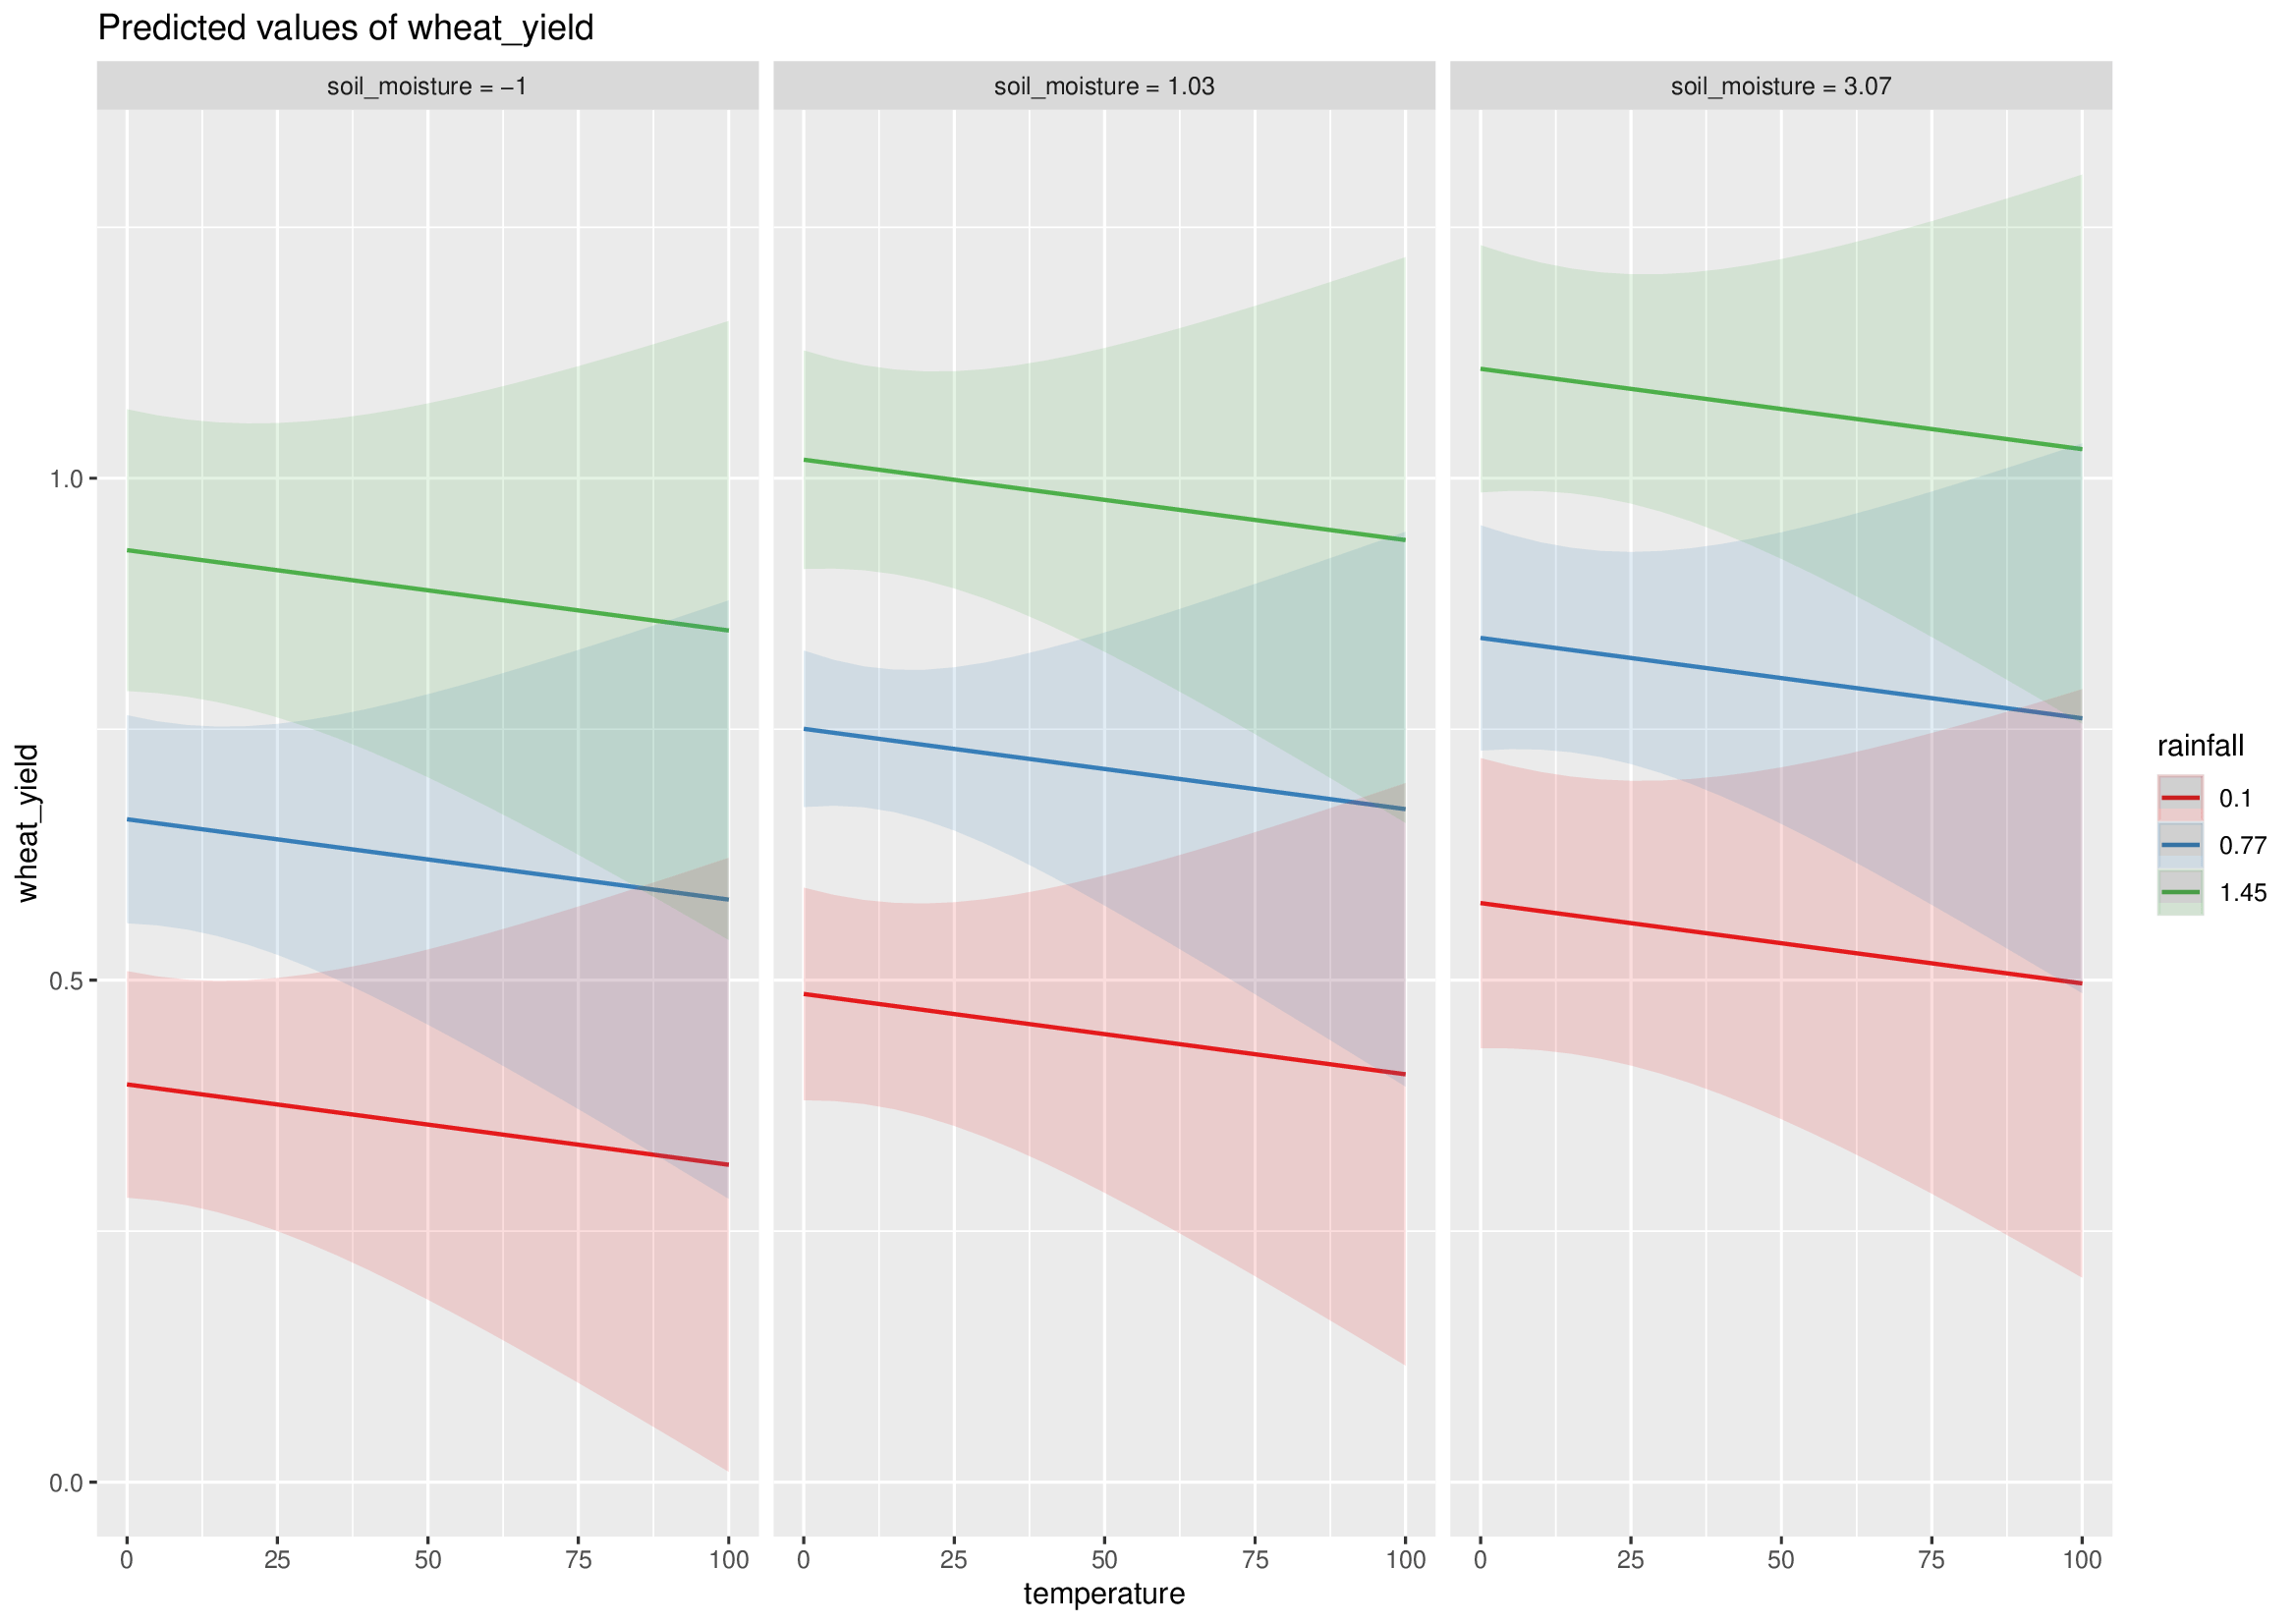 Predicted values of wheat_yield
soil_moisture = −1
soil_moisture = 1.03
soil_moisture = 3.07
wheat_yield
1.0
0.5
0.0
0 25 50 75 100
0 25 50 75 100
0 25 50 75 100
temperature
rainfall
0.1
0.77
1.45